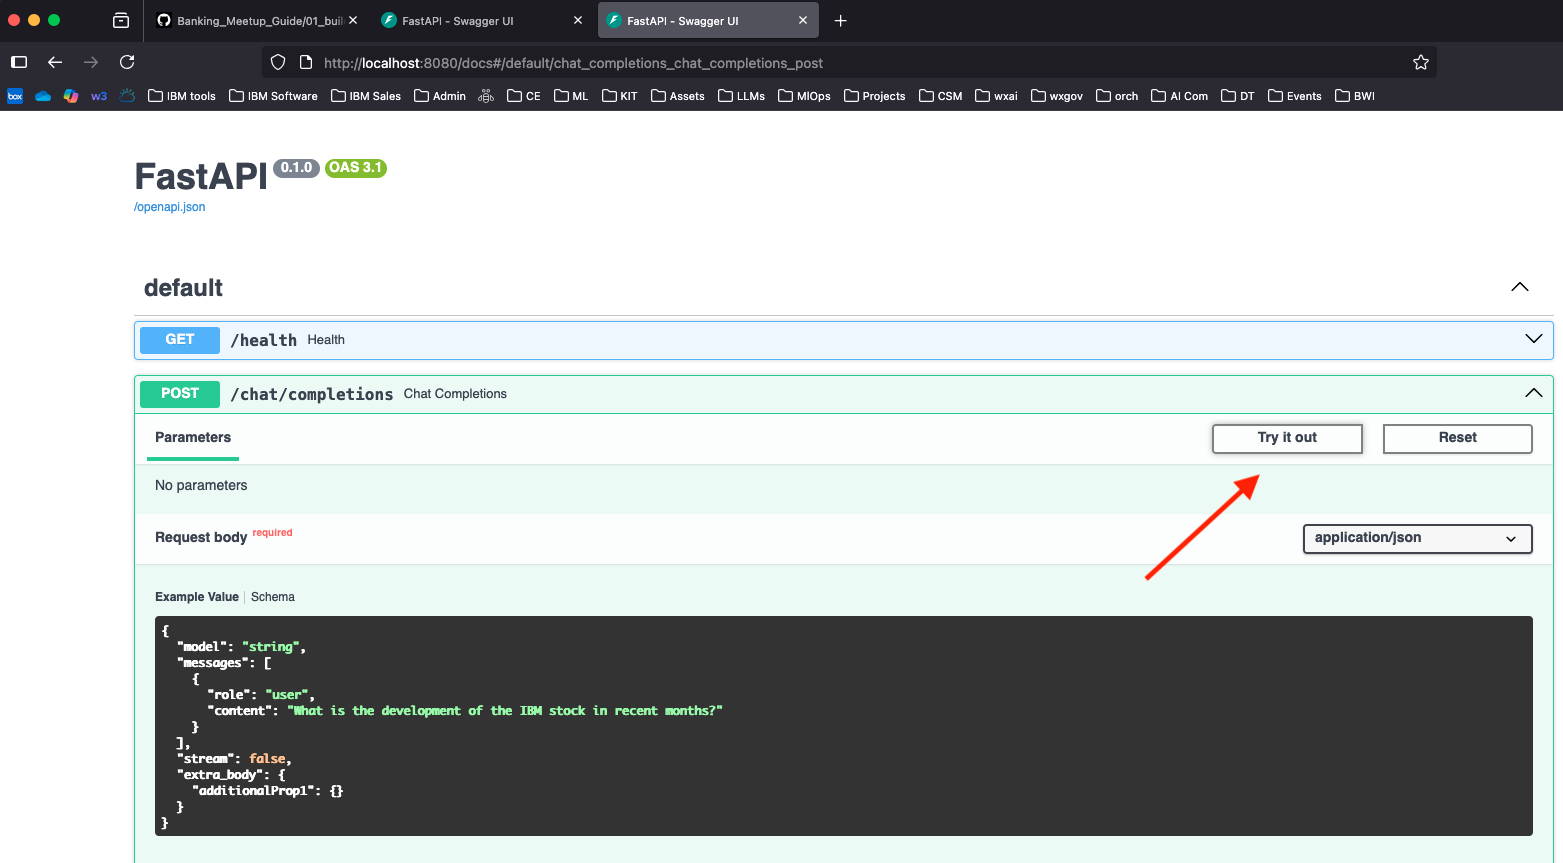 Banking_Meetup_Guide/01_buil
FastAPI - Swagger UI
FastAPI - Swagger UI
http://localhost:8080/docs#/default/chat_completions_chat_completions_post
box
w3
IBM tools
IBM Software
IBM Sales
Admin
CE
ML
KIT
Assets
LLMs
MlOps
Projects
CSM
wxai
wxgov
orch
AI Com
DT
Events
BWI
FastAPI 0.1.0 OAS 3.1
/openapi.json
default
GET /health Health
POST /chat/completions Chat Completions
Parameters Try it out Reset
No parameters
Request body required application/json
Example Value | Schema
{
  "model": "string",
  "messages": [
    {
      "role": "user",
      "content": "What is the development of the IBM stock in recent months?"
    }
  ],
  "stream": false,
  "extra_body": {
    "additionalProp1": {}
  }
}